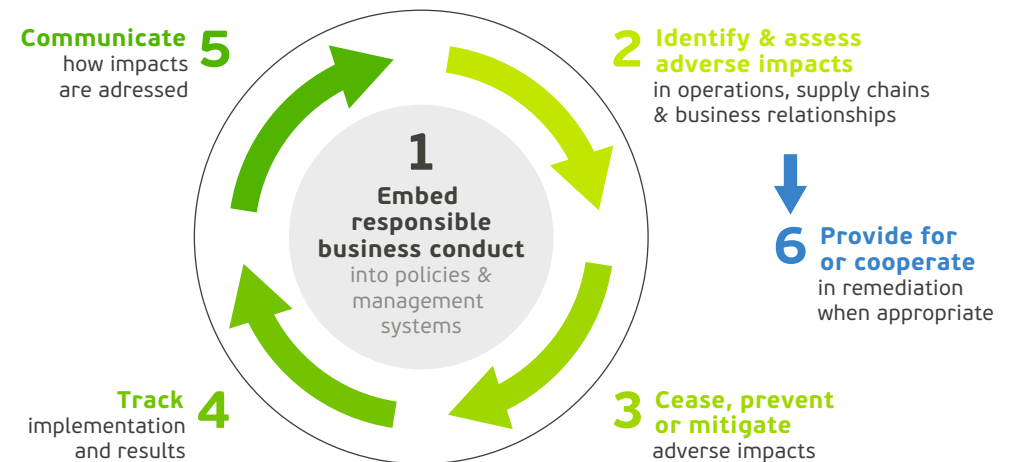 1
Embed
responsible
business conduct
into policies &
management
systems
2
Identify & assess
adverse impacts
in operations, supply chains
& business relationships
3
Cease, prevent
or mitigate
adverse impacts
4
Track
implementation
and results
5
Communicate
how impacts
are adressed
6
Provide for
or cooperate
in remediation
when appropriate